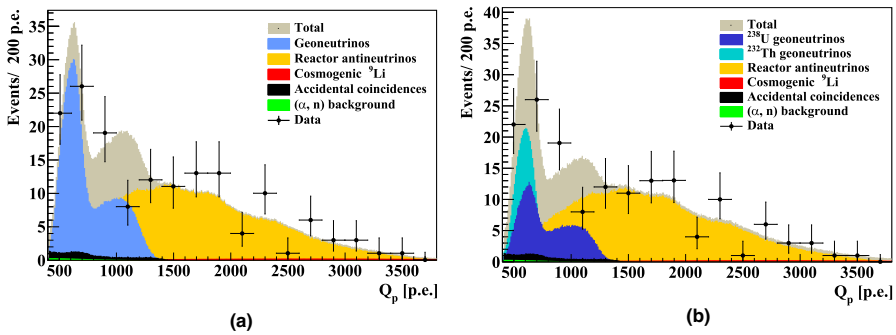 Events/ 200 p.e.
35
30
25
20
15
10
5
0
Total
Geoneutrinos
Reactor antineutrinos
Cosmogenic ⁹Li
Accidental coincidences
(α, n) background
Data
500 1000 1500 2000 2500 3000 3500
Qp [p.e.]
(a)
Events/ 200 p.e.
40
35
30
25
20
15
10
5
0
Total
²³⁸U geoneutrinos
²³²Th geoneutrinos
Reactor antineutrinos
Cosmogenic ⁹Li
Accidental coincidences
(α, n) background
Data
500 1000 1500 2000 2500 3000 3500
Qp [p.e.]
(b)